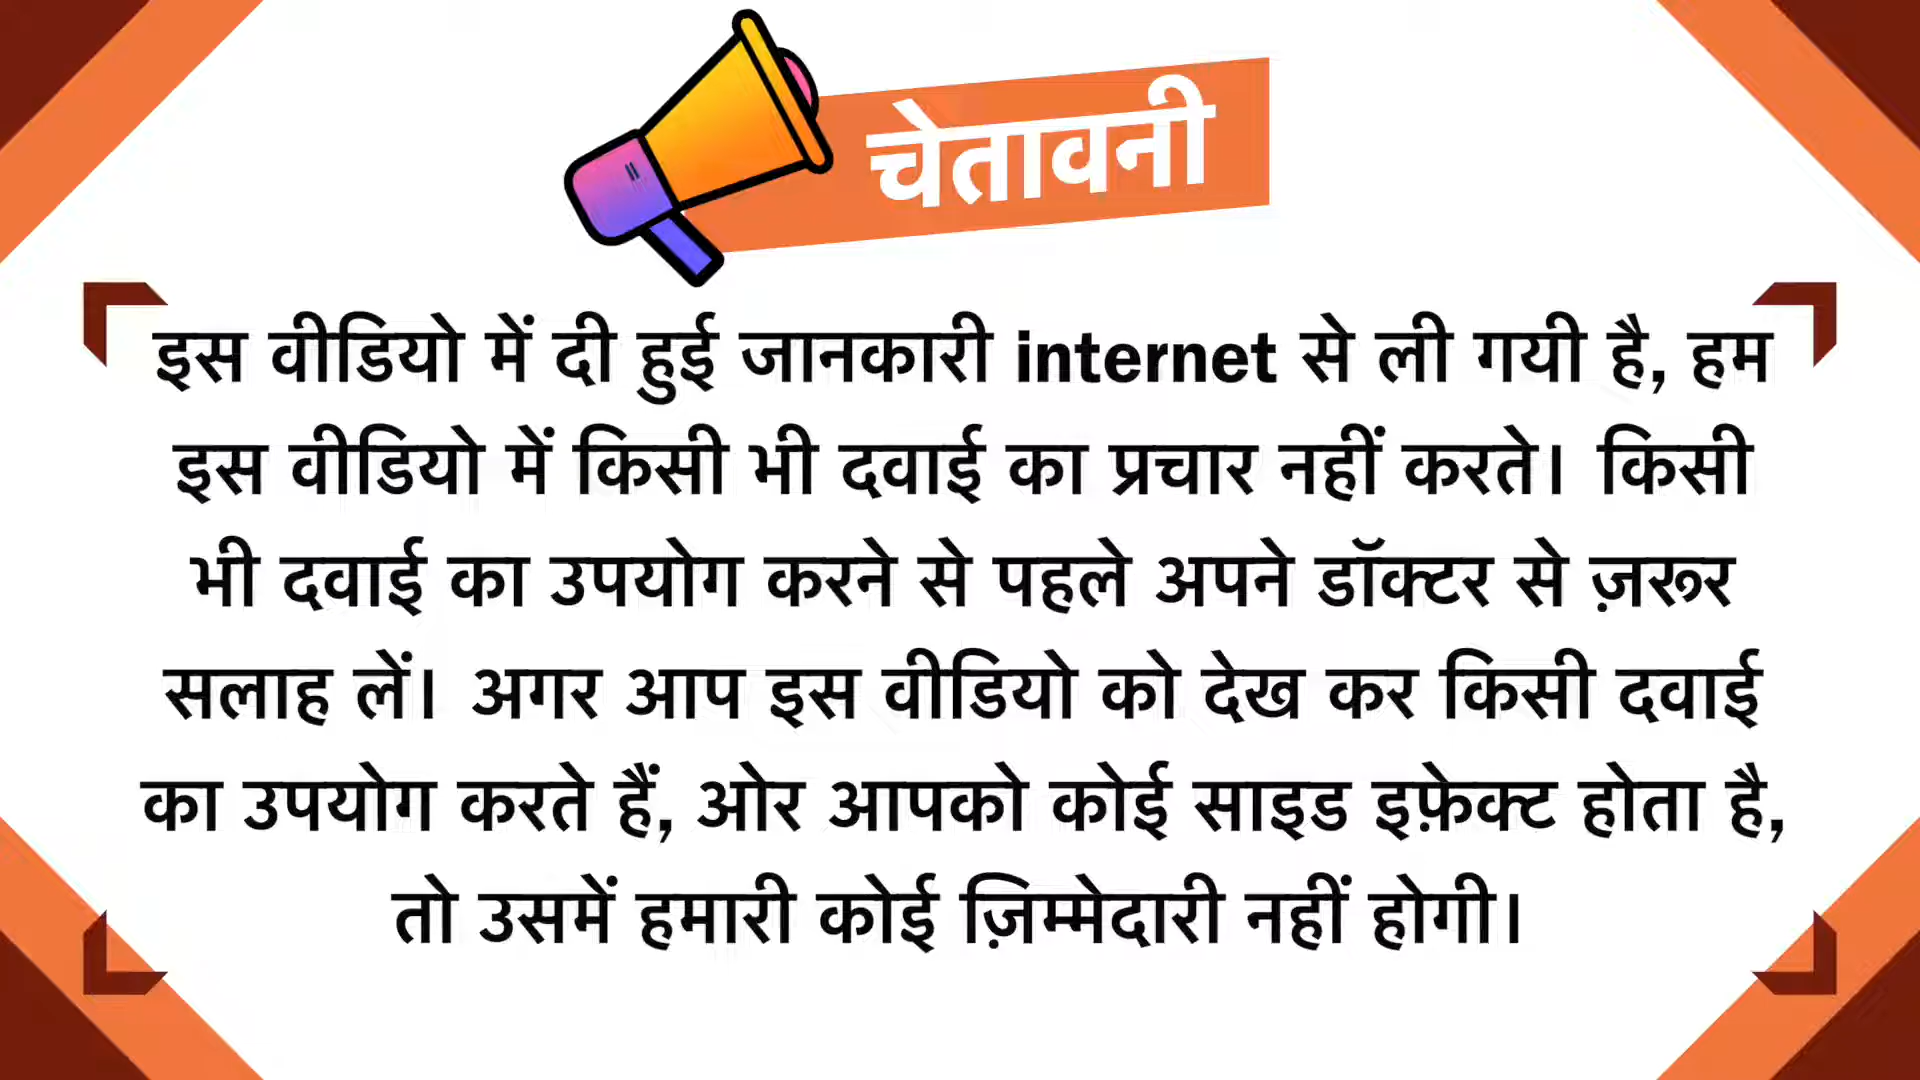 चेतावनी
इस वीडियो में दी हुई जानकारी internet से ली गयी है, हम
इस वीडियो में किसी भी दवाई का प्रचार नहीं करते। किसी
भी दवाई का उपयोग करने से पहले अपने डॉक्टर से ज़रूर
सलाह लें। अगर आप इस वीडियो को देख कर किसी दवाई
का उपयोग करते हैं, ओर आपको कोई साइड इफ़ेक्ट होता है,
तो उसमें हमारी कोई ज़िम्मेदारी नहीं होगी।